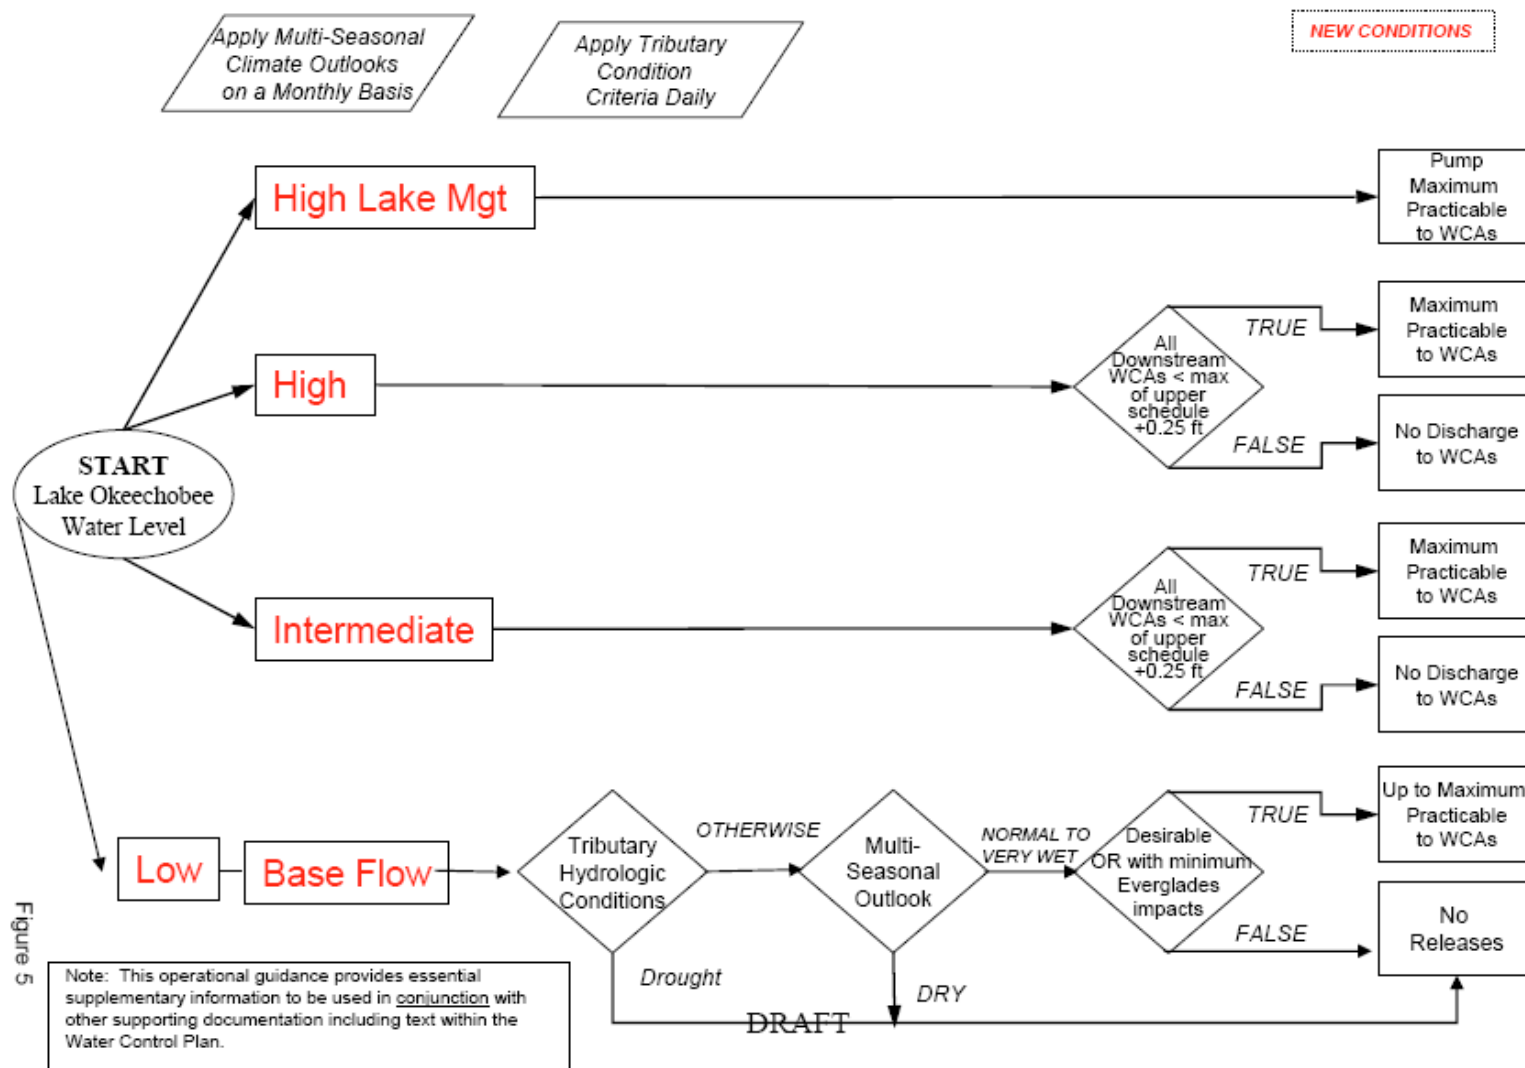 Apply Multi-Seasonal
Climate Outlooks
on a Monthly Basis
Apply Tributary
Condition
Criteria Daily
NEW CONDITIONS
High Lake Mgt
Pump
Maximum
Practicable
to WCAs
High
All
Downstream
WCAs < max
of upper
schedule
+0.25 ft
TRUE
Maximum
Practicable
to WCAs
FALSE
No Discharge
to WCAs
START
Lake Okeechobee
Water Level
Intermediate
All
Downstream
WCAs < max
of upper
schedule
+0.25 ft
TRUE
Maximum
Practicable
to WCAs
FALSE
No Discharge
to WCAs
Low
Base Flow
Tributary
Hydrologic
Conditions
OTHERWISE
Multi-
Seasonal
Outlook
NORMAL TO
VERY WET
Desirable
OR with minimum
Everglades
impacts
TRUE
Up to Maximum
Practicable
to WCAs
FALSE
No
Releases
Drought
DRY
DRAFT
Figure 5
Note: This operational guidance provides essential
supplementary information to be used in conjunction with
other supporting documentation including text within the
Water Control Plan.